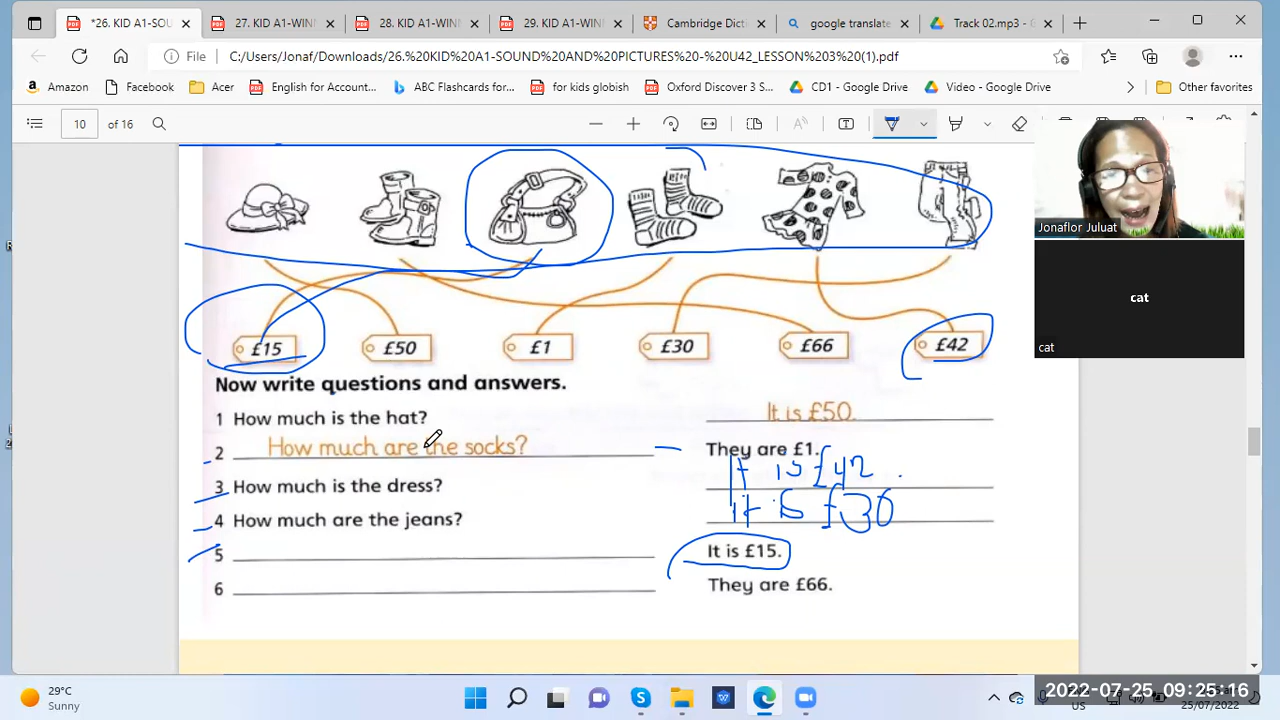 *26. KID A1-SOU
27. KID A1-WINN
28. KID A1-WINN
29. KID A1-WINN
Cambridge Dict
google translate
Track 02.mp3 - G
File
C:/Users/Jonaf/Downloads/26.%20KID%20A1-SOUND%20AND%20PICTURES%20-%20U42_LESSON%203%20(1).pdf
Amazon
Facebook
Acer
English for Account...
ABC Flashcards for...
for kids globish
Oxford Discover 3 S...
CD1 - Google Drive
Video - Google Drive
Other favorites
10 of 16
Jonaflor Juluat
cat
cat
£15 £50 £1 £30 £66 £42
Now write questions and answers.
1 How much is the hat? It is £50.
2 How much are the socks? They are £1.
3 How much is the dress? It is £42.
4 How much are the jeans? it is £30
5 It is £15.
6 They are £66.
29°C
Sunny
2022-07-25 09:25:16
US
25/07/2022